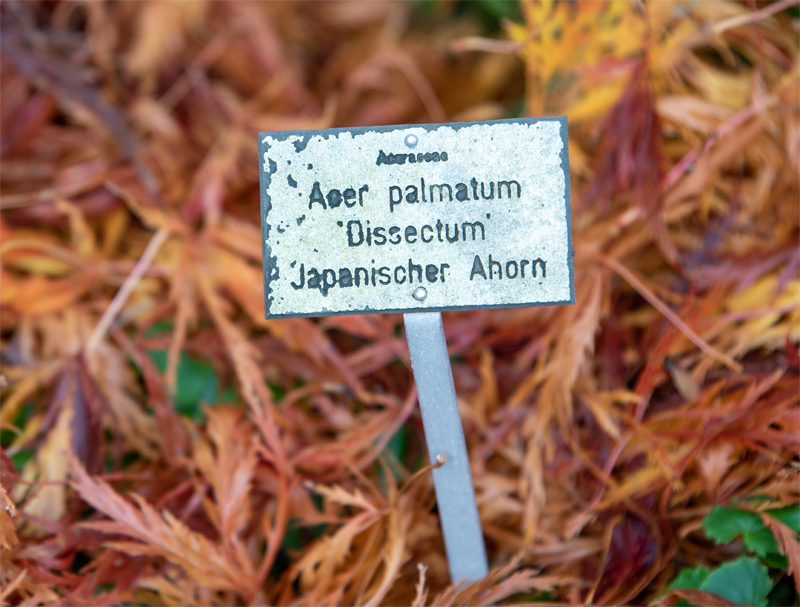 Aceraceae
Acer palmatum
'Dissectum'
Japanischer Ahorn